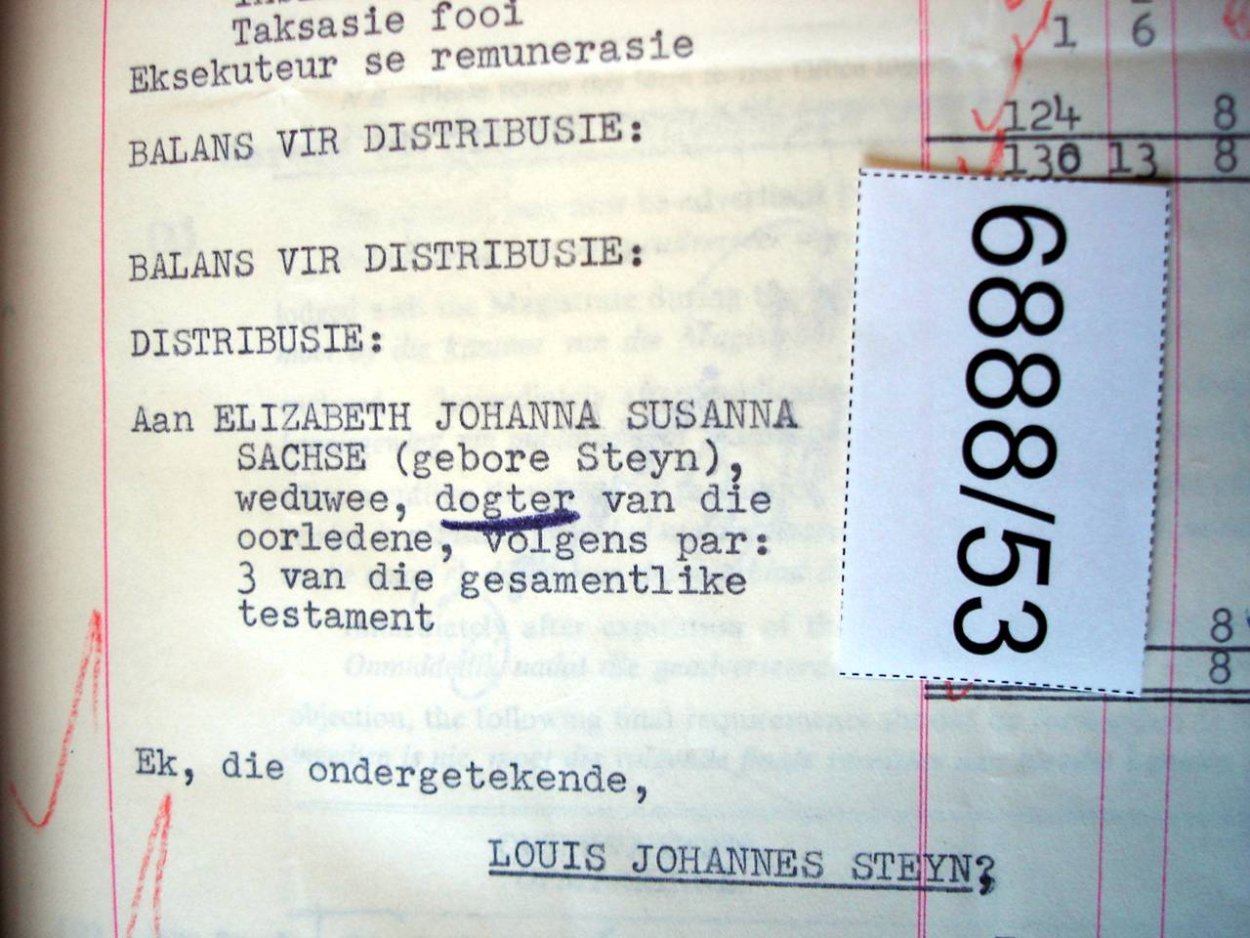 Taksasie fooi
1 6
Eksekuteur se remunerasie
124 8
BALANS VIR DISTRIBUSIE:
130 13 8
BALANS VIR DISTRIBUSIE:
DISTRIBUSIE:
Aan ELIZABETH JOHANNA SUSANNA
SACHSE (gebore Steyn),
weduwee, dogter van die
oorledene, volgens par:
3 van die gesamentlike
testament
8
8
6888/53
Ek, die ondergetekende,
LOUIS JOHANNES STEYN?